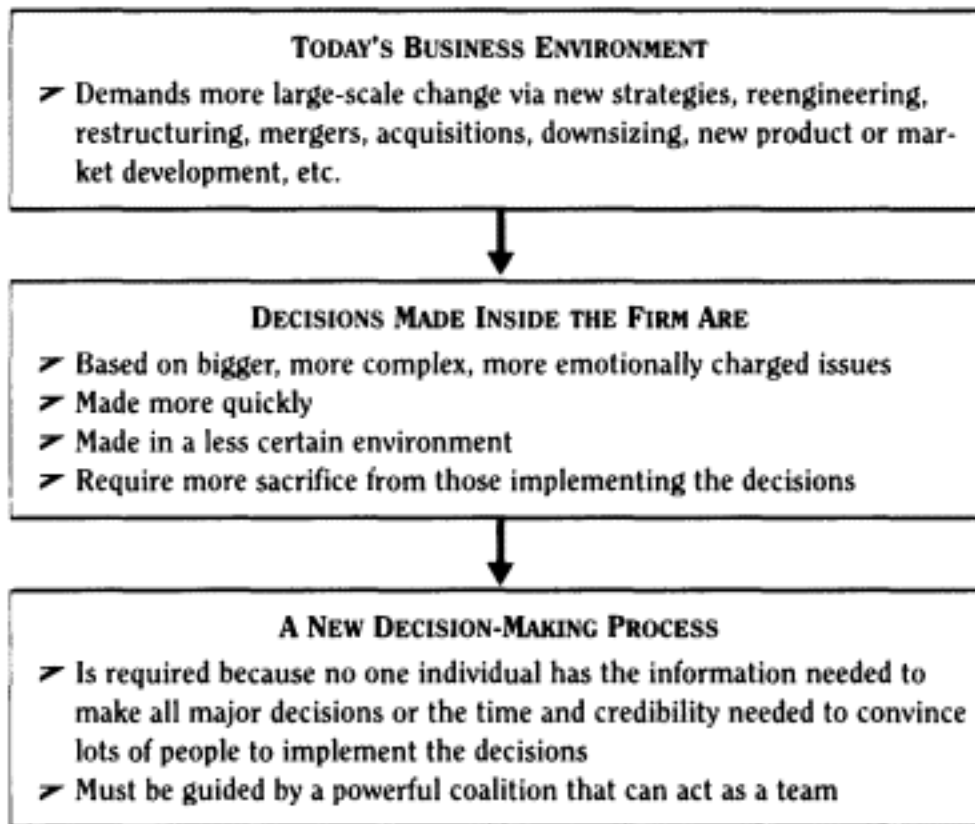 TODAY'S BUSINESS ENVIRONMENT
➤ Demands more large-scale change via new strategies, reengineering,
restructuring, mergers, acquisitions, downsizing, new product or mar-
ket development, etc.
DECISIONS MADE INSIDE THE FIRM ARE
➤ Based on bigger, more complex, more emotionally charged issues
➤ Made more quickly
➤ Made in a less certain environment
➤ Require more sacrifice from those implementing the decisions
A NEW DECISION-MAKING PROCESS
➤ Is required because no one individual has the information needed to
make all major decisions or the time and credibility needed to convince
lots of people to implement the decisions
➤ Must be guided by a powerful coalition that can act as a team